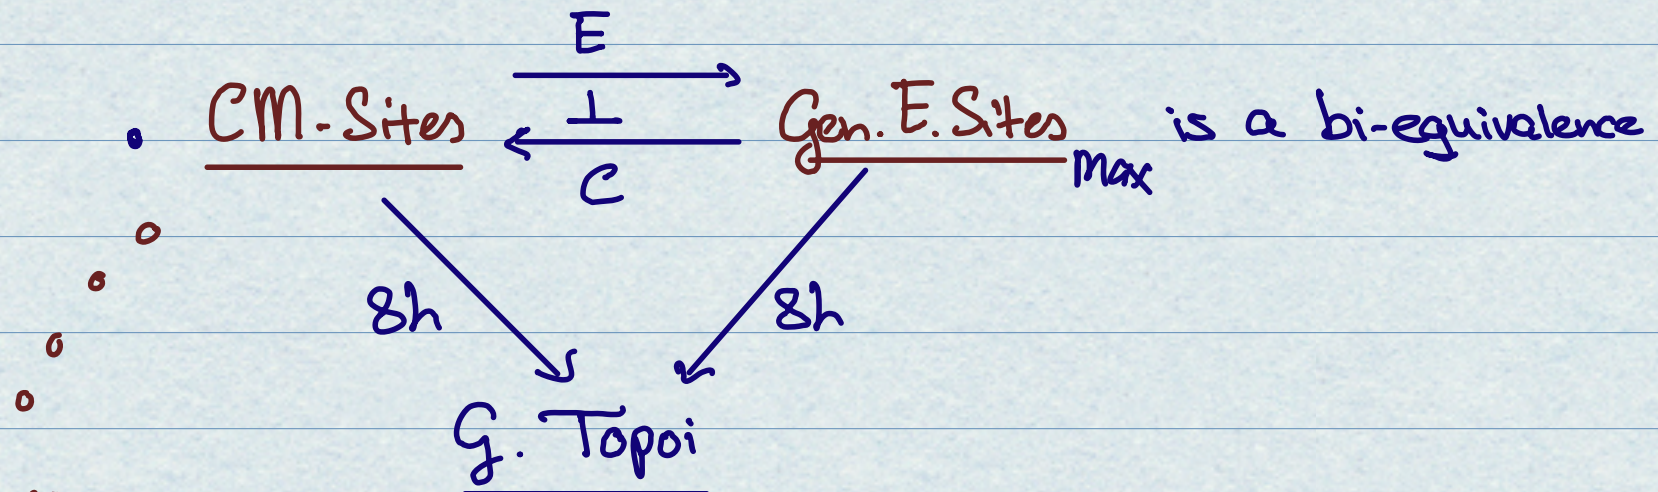 E
CM-Sites ⊥ Gen. E. Sites max is a bi-equivalence
C
Sh Sh
G. Topoi